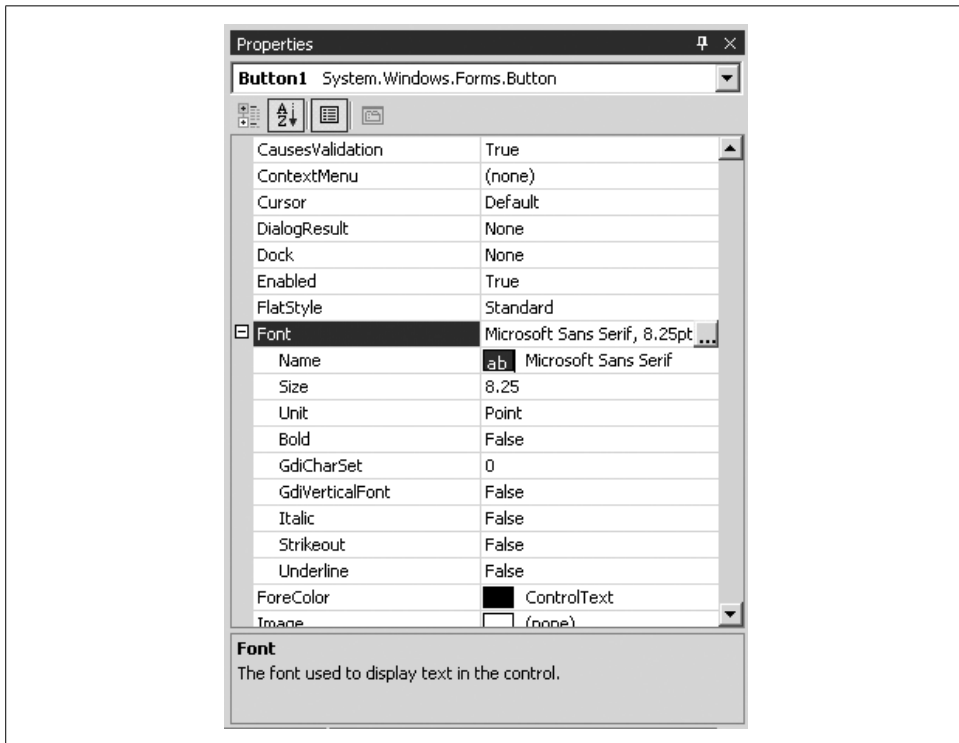 Properties
Button1 System.Windows.Forms.Button
A
Z
CausesValidation True
ContextMenu (none)
Cursor Default
DialogResult None
Dock None
Enabled True
FlatStyle Standard
Font Microsoft Sans Serif, 8.25pt ...
Name ab Microsoft Sans Serif
Size 8.25
Unit Point
Bold False
GdiCharSet 0
GdiVerticalFont False
Italic False
Strikeout False
Underline False
ForeColor ControlText
Image (none)
Font
The font used to display text in the control.